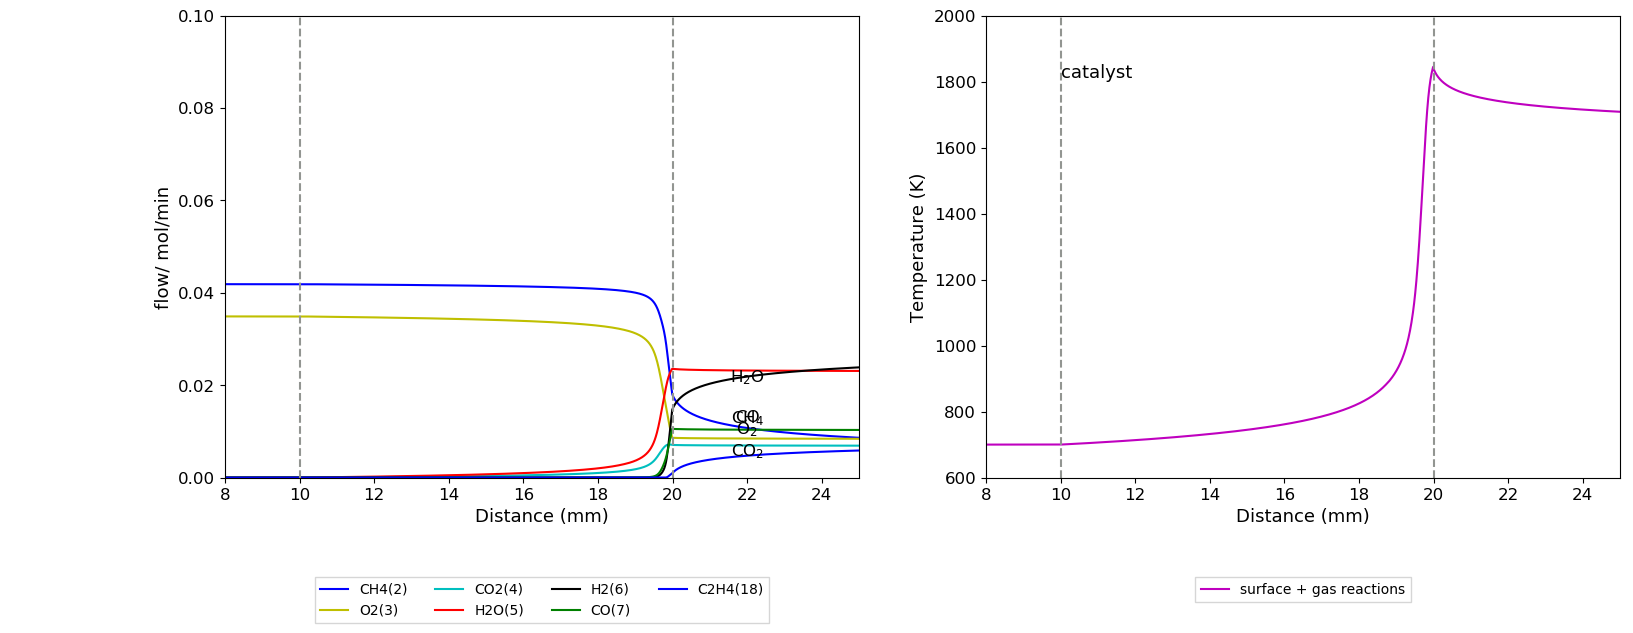 0.10
0.08
0.06
0.04
0.02
0.00
flow/ mol/min
H₂O
CO
CH₄
O₂
CO₂
8 10 12 14 16 18 20 22 24
Distance (mm)
CH4(2) CO2(4) H2(6) C2H4(18)
O2(3) H2O(5) CO(7)
2000
1800
1600
1400
1200
1000
800
600
Temperature (K)
catalyst
8 10 12 14 16 18 20 22 24
Distance (mm)
surface + gas reactions